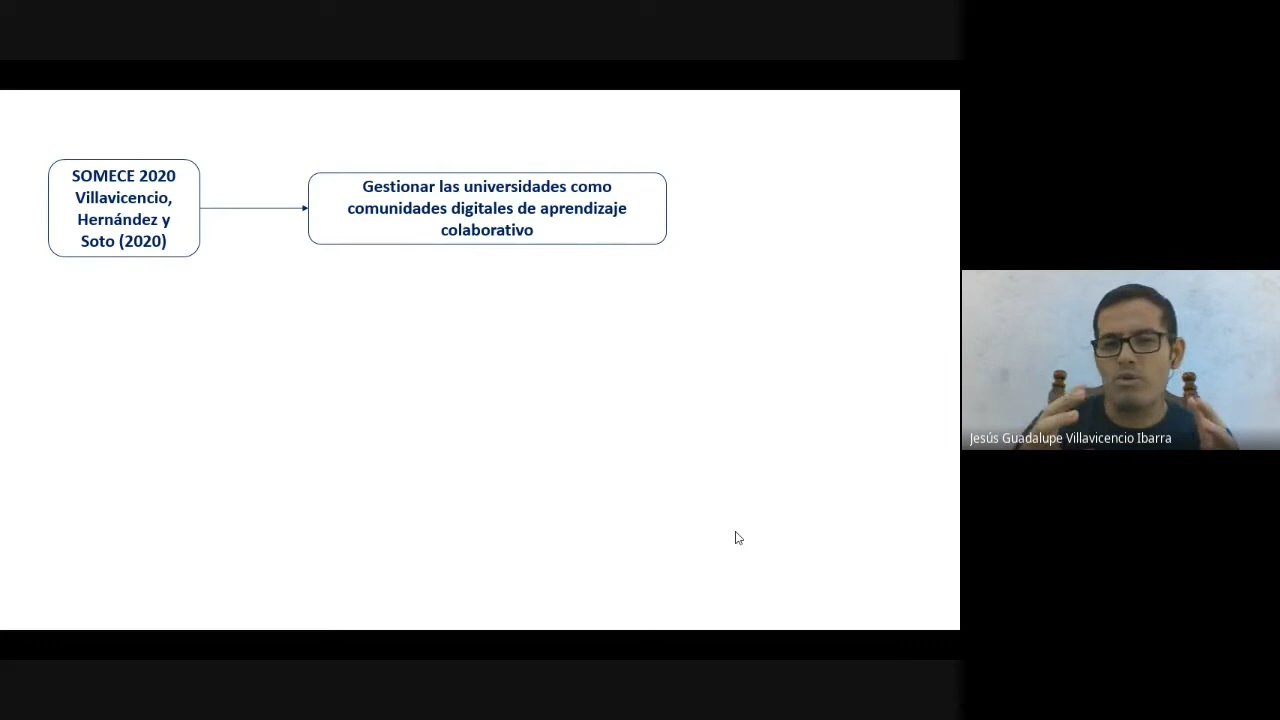 SOMECE 2020
Villavicencio,
Hernández y
Soto (2020)
Gestionar las universidades como
comunidades digitales de aprendizaje
colaborativo
Jesús Guadalupe Villavicencio Ibarra